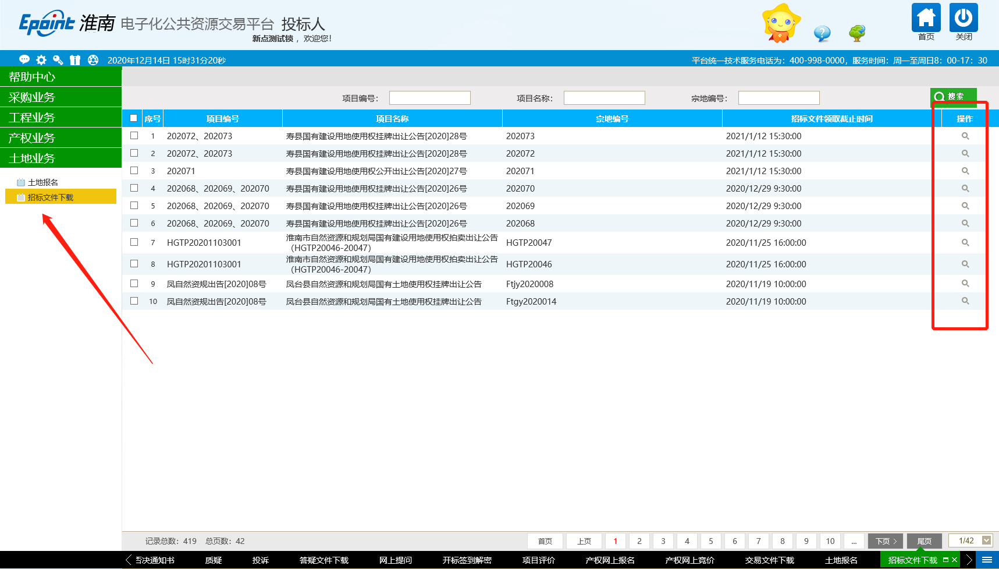 Epoint 淮南 电子化公共资源交易平台 投标人
新点测试锁 ，欢迎您！
首页 关闭
2020年12月14日 15时31分20秒 平台统一技术服务电话为：400-998-0000，服务时间：周一至周日8：00-17：30
帮助中心
采购业务
工程业务
产权业务
土地业务
土地报名
招标文件下载
项目编号： 项目名称： 宗地编号： 搜索
序号 项目编号 项目名称 宗地编号 招标文件领取截止时间 操作
1 202072、202073 寿县国有建设用地使用权挂牌出让公告[2020]28号 202073 2021/1/12 15:30:00
2 202072、202073 寿县国有建设用地使用权挂牌出让公告[2020]28号 202072 2021/1/12 15:30:00
3 202071 寿县国有建设用地使用权公开出让公告[2020]27号 202071 2021/1/12 15:30:00
4 202068、202069、202070 寿县国有建设用地使用权挂牌出让公告[2020]26号 202070 2020/12/29 9:30:00
5 202068、202069、202070 寿县国有建设用地使用权挂牌出让公告[2020]26号 202069 2020/12/29 9:30:00
6 202068、202069、202070 寿县国有建设用地使用权挂牌出让公告[2020]26号 202068 2020/12/29 9:30:00
7 HGTP20201103001 淮南市自然资源和规划局国有建设用地使用权拍卖出让公告 HGTP20047 2020/11/25 16:00:00
（HGTP20046-20047）
8 HGTP20201103001 淮南市自然资源和规划局国有建设用地使用权拍卖出让公告 HGTP20046 2020/11/25 16:00:00
（HGTP20046-20047）
9 凤自然资规出告[2020]08号 凤台县自然资源和规划局国有土地使用权挂牌出让公告 Ftjy2020008 2020/11/19 10:00:00
10 凤自然资规出告[2020]08号 凤台县自然资源和规划局国有土地使用权挂牌出让公告 Ftgy2020014 2020/11/19 10:00:00
记录总数：419 总页数：42 首页 上页 1 2 3 4 5 6 7 8 9 10 ... 下页 尾页 1/42
否决通知书 质疑 投诉 答疑文件下载 网上提问 开标签到解密 项目评价 产权网上报名 产权网上竞价 交易文件下载 土地报名 招标文件下载